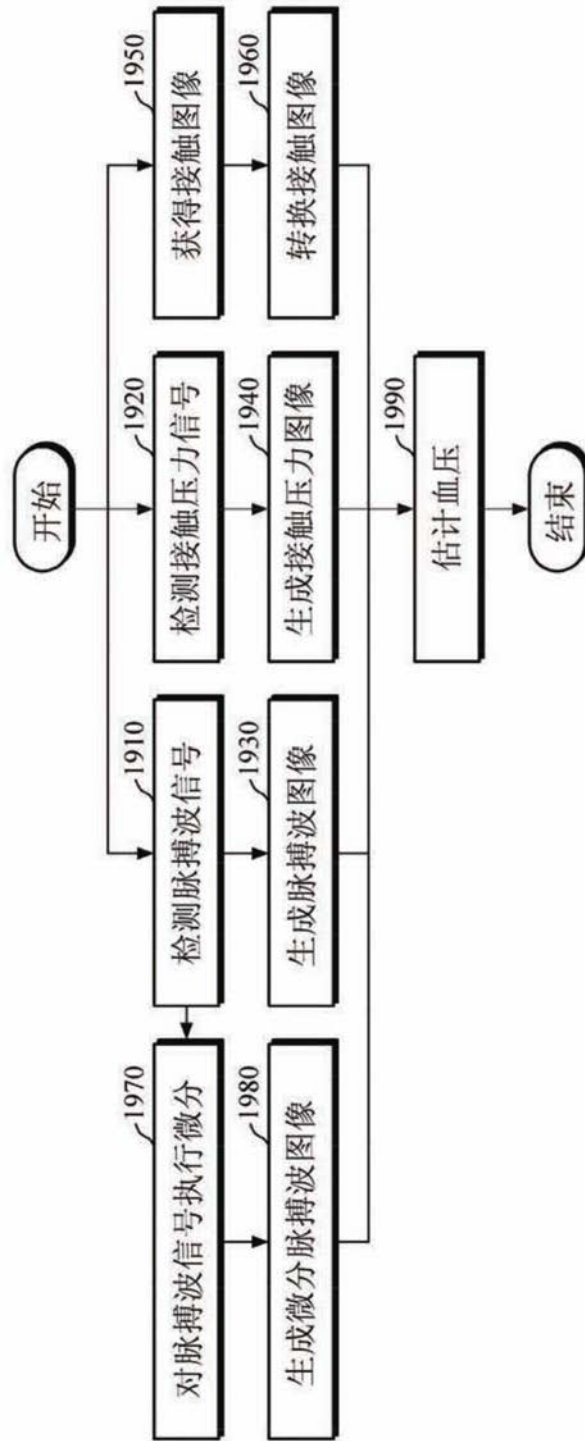 开始
1970
对脉搏波信号执行微分
1910
检测脉搏波信号
1920
检测接触压力信号
1950
获得接触图像
1980
生成微分脉搏波图像
1930
生成脉搏波图像
1940
生成接触压力图像
1960
转换接触图像
1990
估计血压
结束